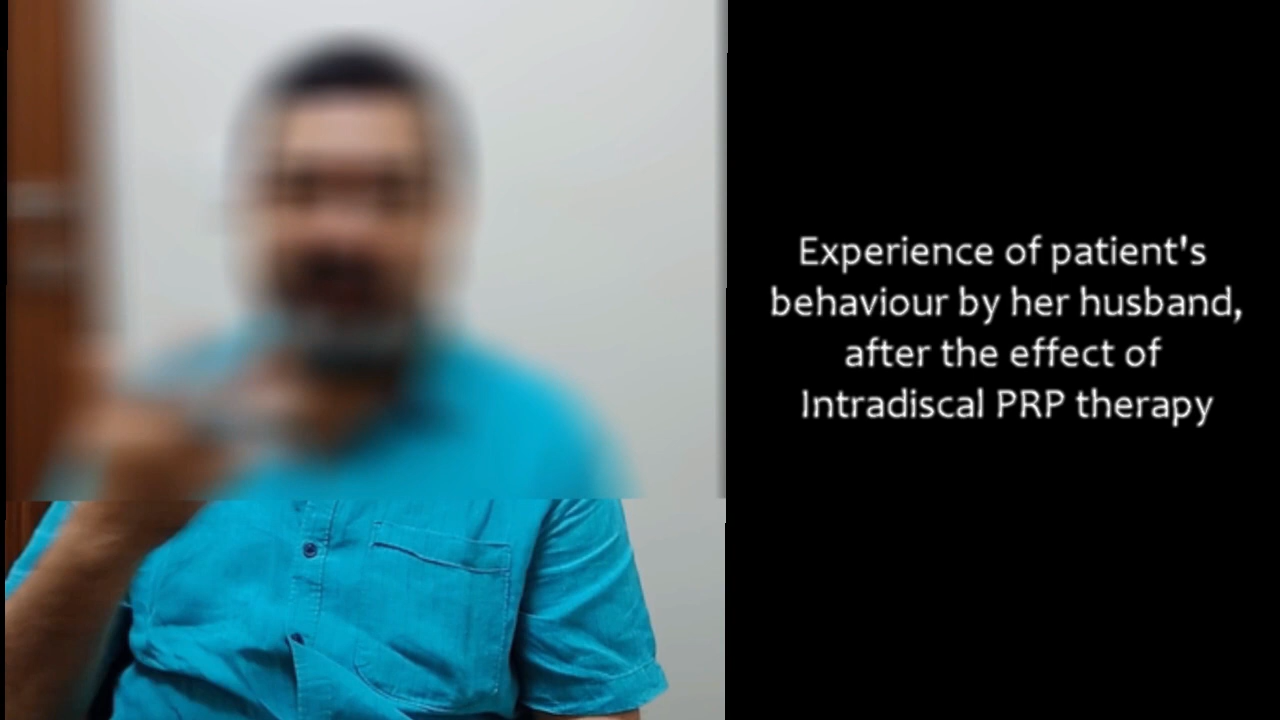 Experience of patient's
behaviour by her husband,
after the effect of
Intradiscal PRP therapy